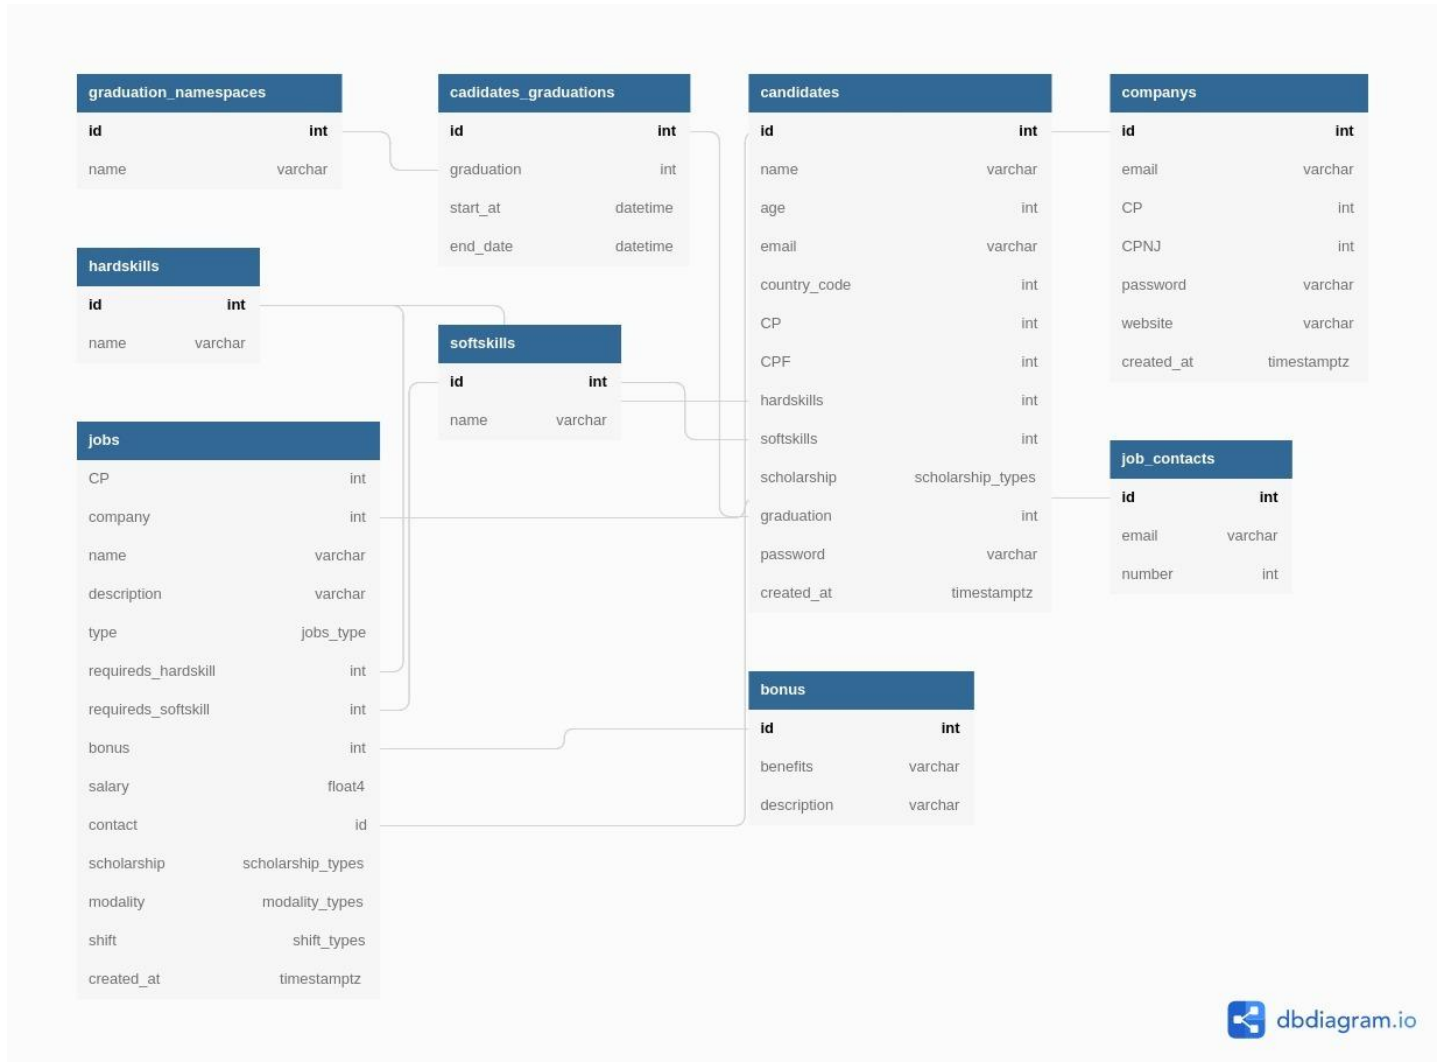 graduation_namespaces
id int
name varchar
cadidates_graduations
id int
graduation int
start_at datetime
end_date datetime
candidates
id int
name varchar
age int
email varchar
country_code int
CP int
CPF int
hardskills int
softskills int
scholarship scholarship_types
graduation int
password varchar
created_at timestamptz
companys
id int
email varchar
CP int
CPNJ int
password varchar
website varchar
created_at timestamptz
hardskills
id int
name varchar
softskills
id int
name varchar
jobs
CP int
company int
name varchar
description varchar
type jobs_type
requireds_hardskill int
requireds_softskill int
bonus int
salary float4
contact id
scholarship scholarship_types
modality modality_types
shift shift_types
created_at timestamptz
job_contacts
id int
email varchar
number int
bonus
id int
benefits varchar
description varchar
dbdiagram.io